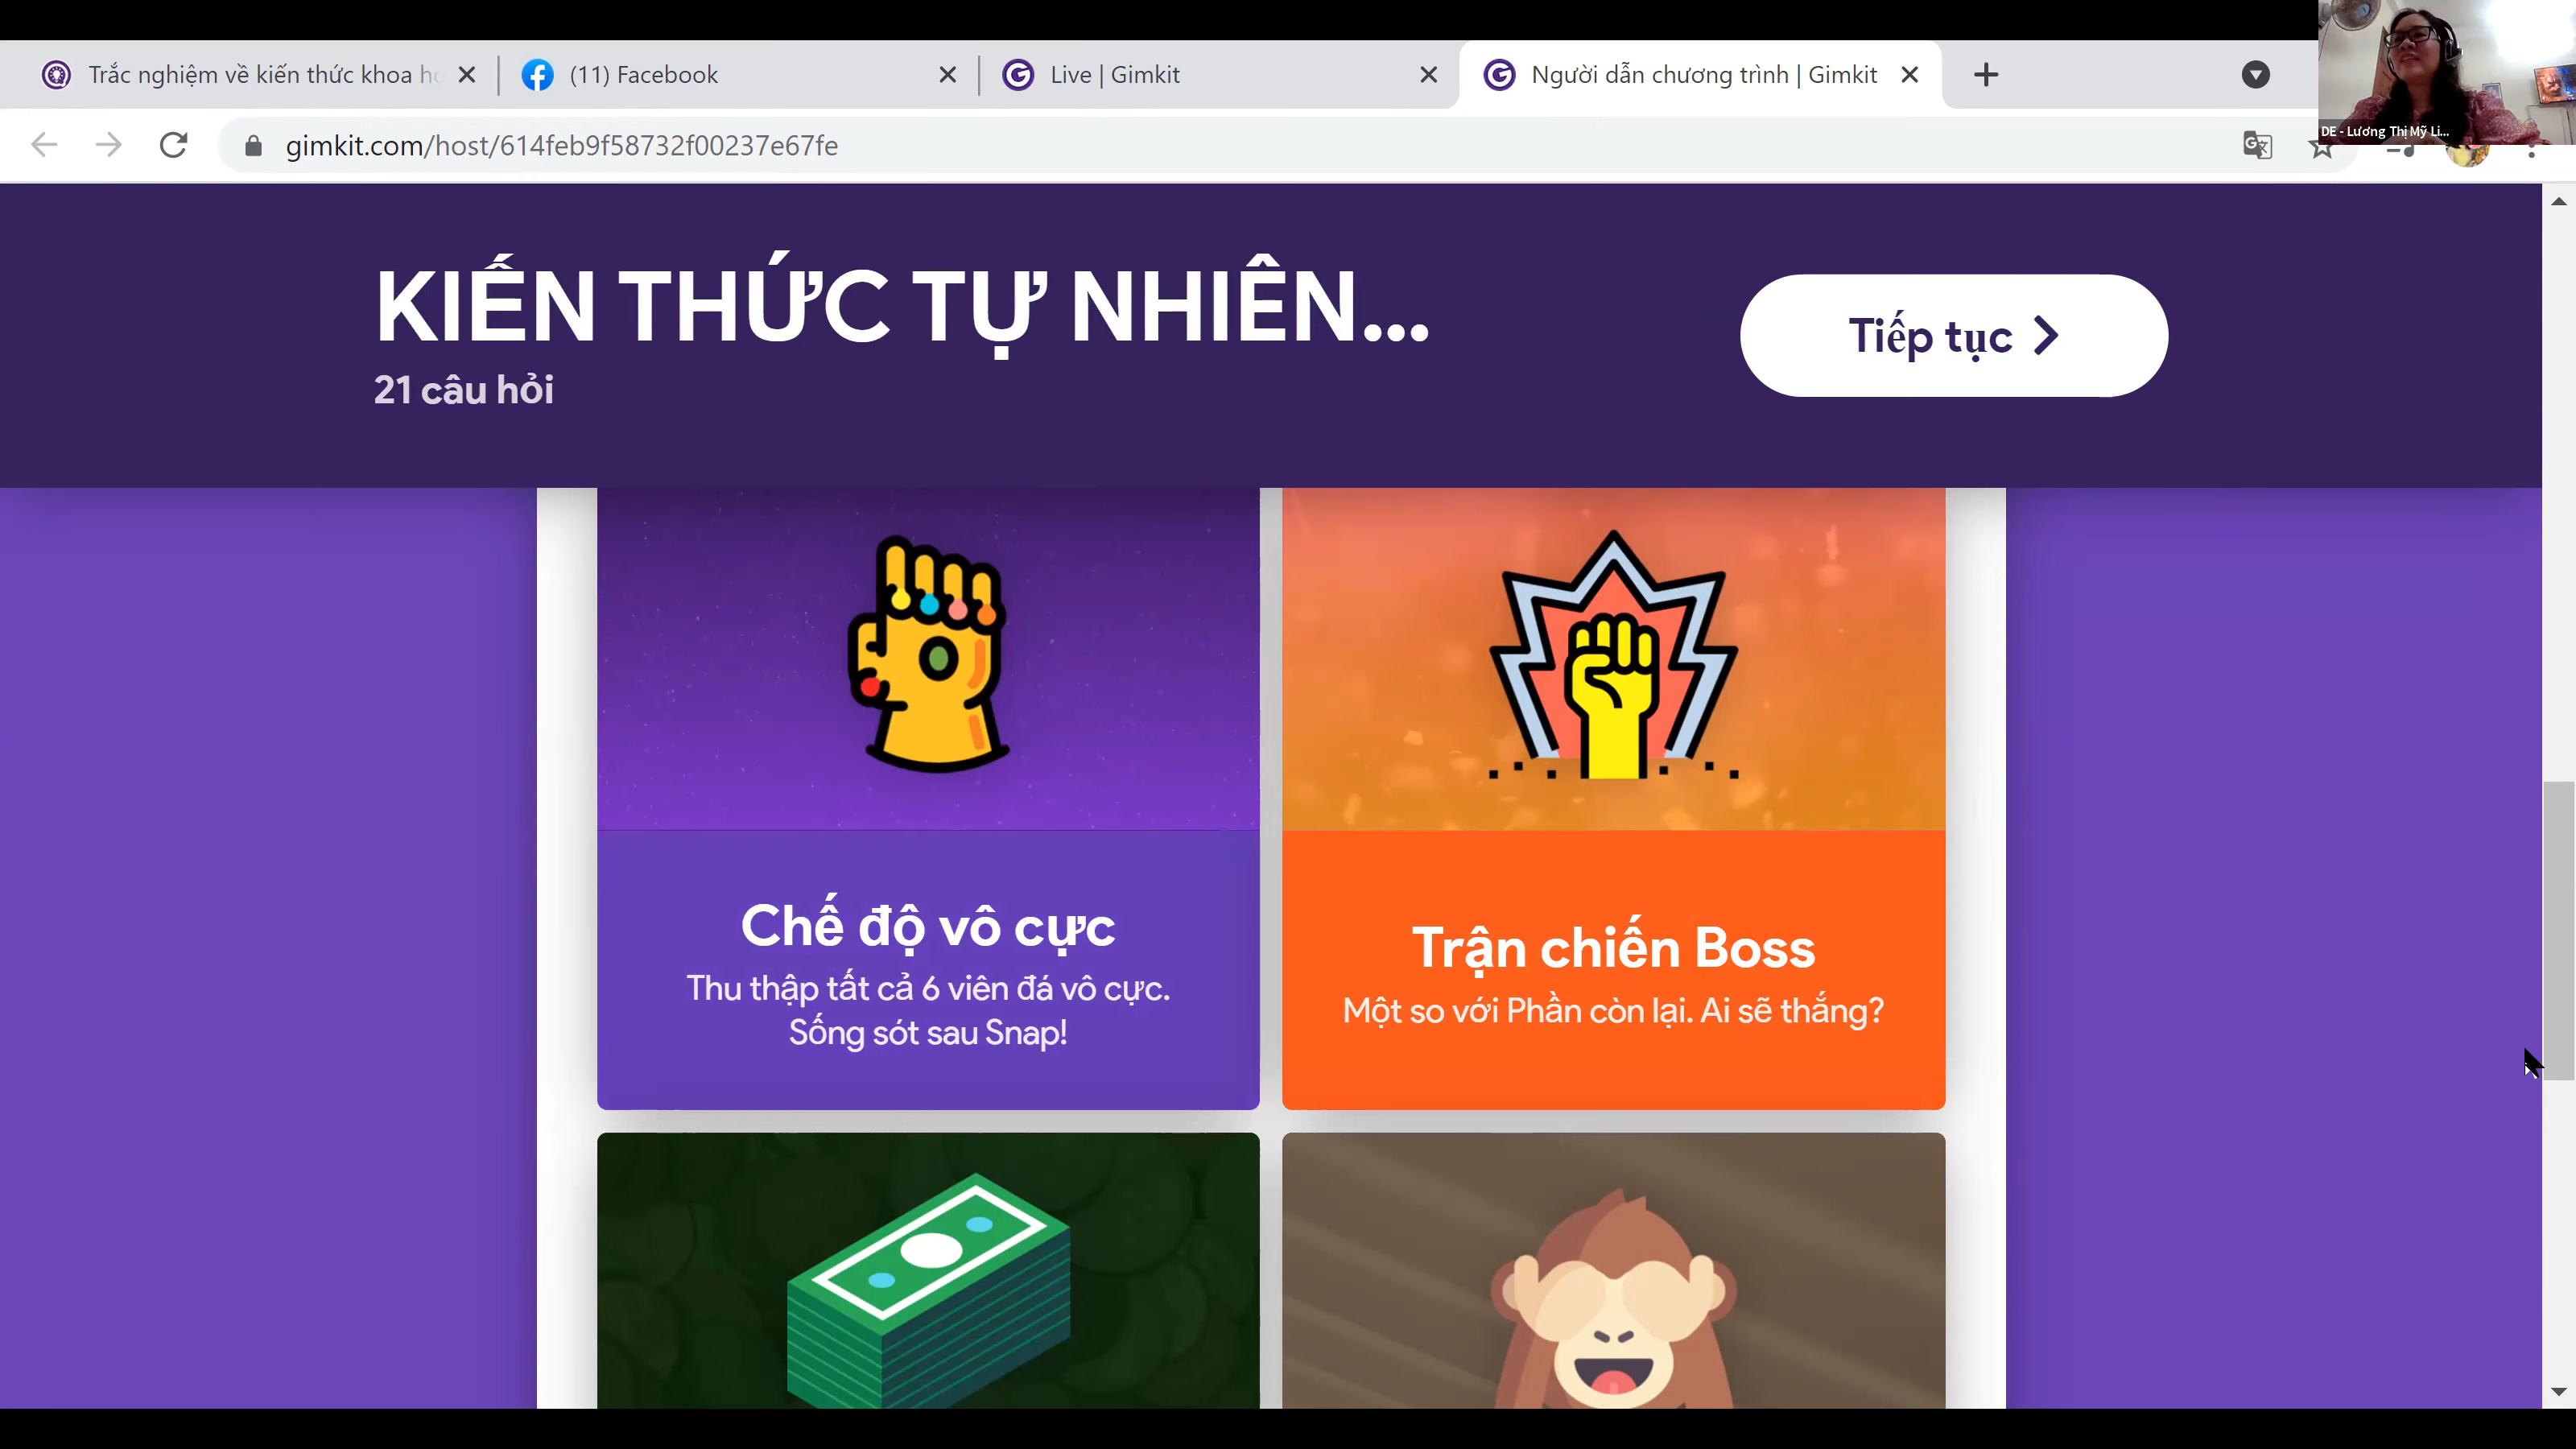 Trắc nghiệm về kiến thức khoa
(11) Facebook
Live | Gimkit
Người dẫn chương trình | Gimkit
DE - Lương Thị Mỹ Li...
gimkit.com/host/614feb9f58732f00237e67fe
KIẾN THỨC TỰ NHIÊN...
21 câu hỏi
Tiếp tục
Chế độ vô cực
Thu thập tất cả 6 viên đá vô cực.
Sống sót sau Snap!
Trận chiến Boss
Một so với Phần còn lại. Ai sẽ thắng?